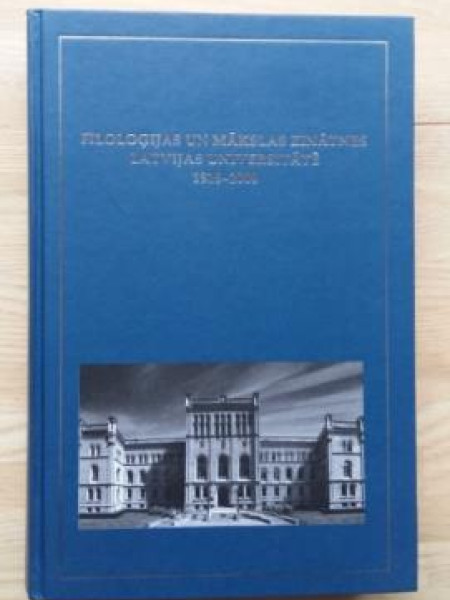 FILOLOĢIJAS UN MĀKSLAS ZINĀTNES
LATVIJAS UNIVERSITĀTĒ